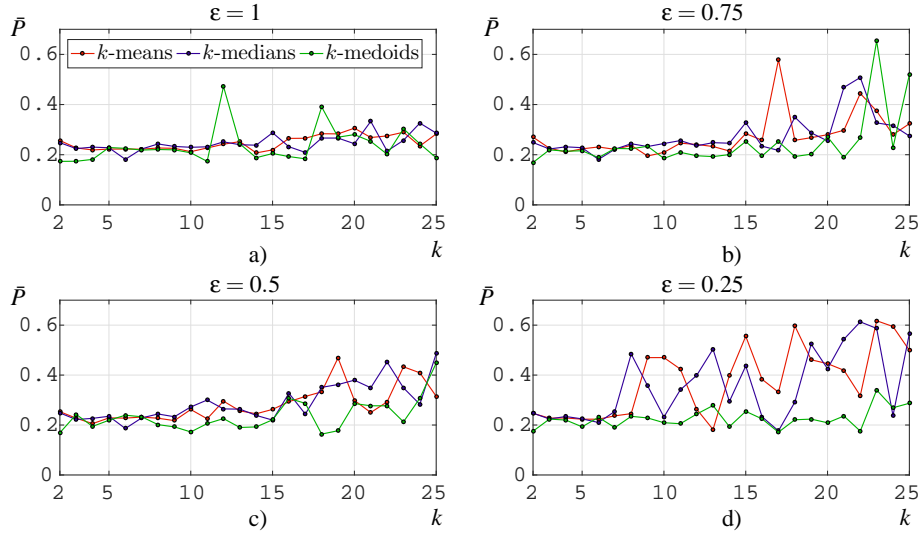 ε = 1
P̄
0.6
0.4
0.2
0
k-means k-medians k-medoids
2 5 10 15 20 25
k
a)
ε = 0.75
P̄
0.6
0.4
0.2
0
2 5 10 15 20 25
k
b)
ε = 0.5
P̄
0.6
0.4
0.2
0
2 5 10 15 20 25
k
c)
ε = 0.25
P̄
0.6
0.4
0.2
0
2 5 10 15 20 25
k
d)